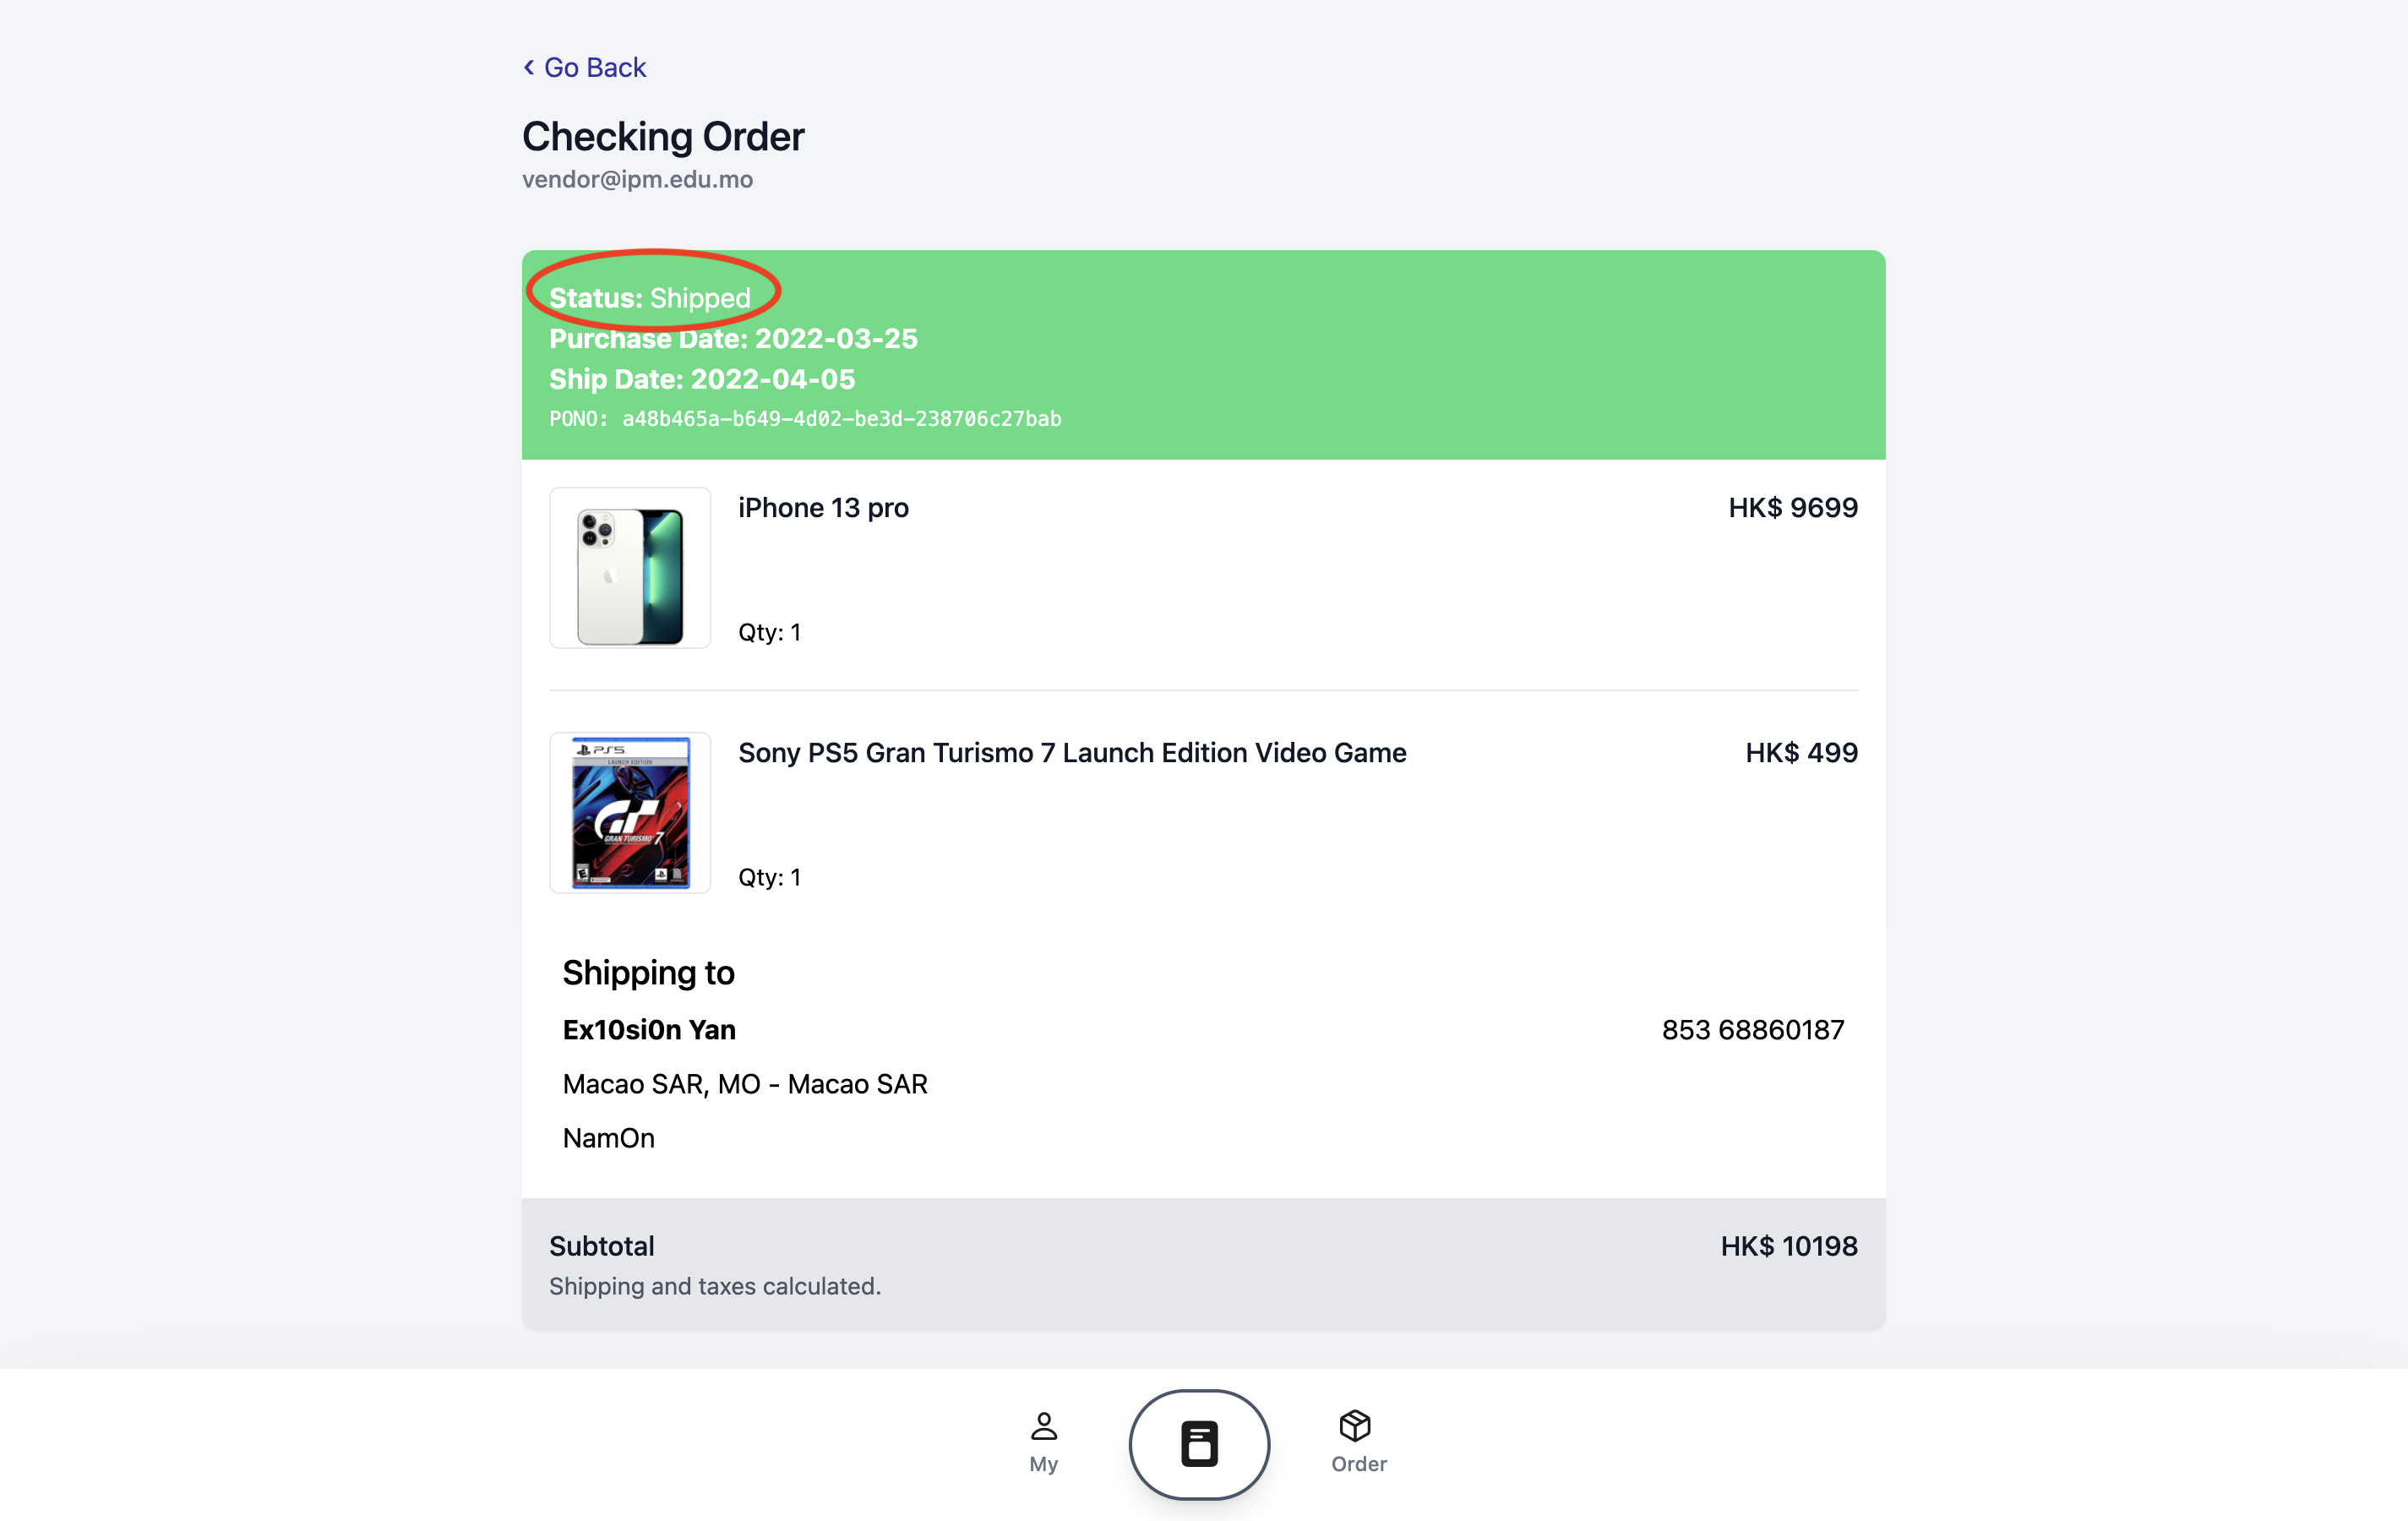 Go Back
Checking Order
vendor@ipm.edu.mo
Status: Shipped
Purchase Date: 2022-03-25
Ship Date: 2022-04-05
PONO: a48b465a-b649-4d02-be3d-238706c27bab
iPhone 13 pro
HK$ 9699
Qty: 1
PS5
LAUNCH EDITION
GT
GRAN TURISMO 7
E
Sony PS5 Gran Turismo 7 Launch Edition Video Game
HK$ 499
Qty: 1
Shipping to
Ex10si0n Yan
853 68860187
Macao SAR, MO - Macao SAR
NamOn
Subtotal
HK$ 10198
Shipping and taxes calculated.
My
Order